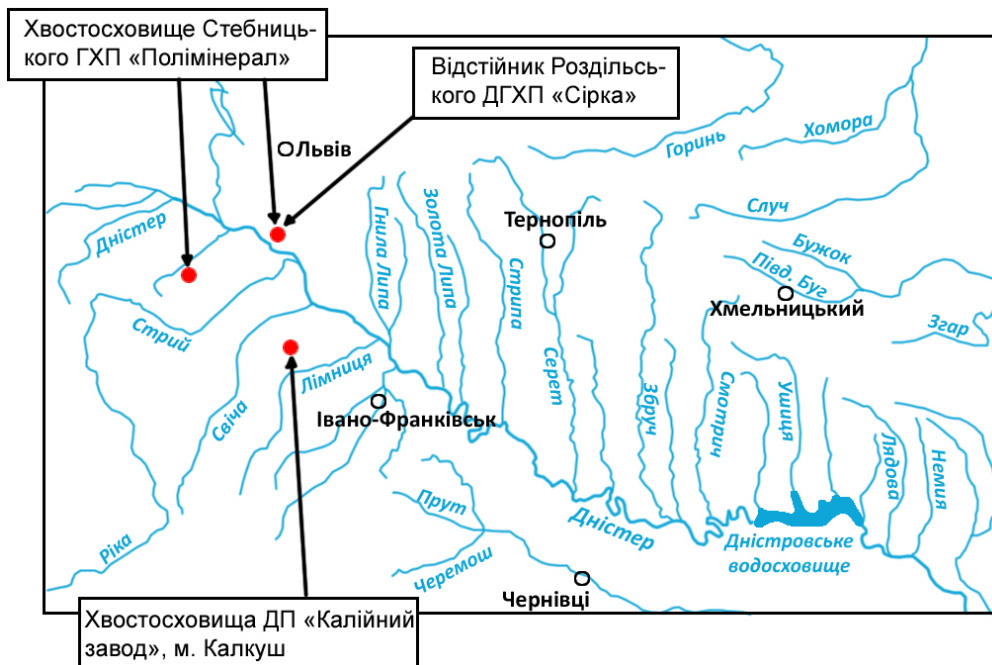 Хвостосховище Стебниць-
кого ГХП «Полімінерал»
Відстійник Роздільсь-
кого ДГХП «Сірка»
Львів
Горинь
Хомора
Дністер
Гнила Липа
Золота Липа
Стрипа
Тернопіль
Случ
Бужок
Півд. Буг
Хмельницький
Згар
Стрий
Лімниця
Свіча
Івано-Франківськ
Серет
Збруч
Смотрич
Ушиця
Лядова
Немия
Прут
Дністер
Дністровське
водосховище
Ріка
Черемош
Чернівці
Хвостосховища ДП «Калійний
завод», м. Калкуш